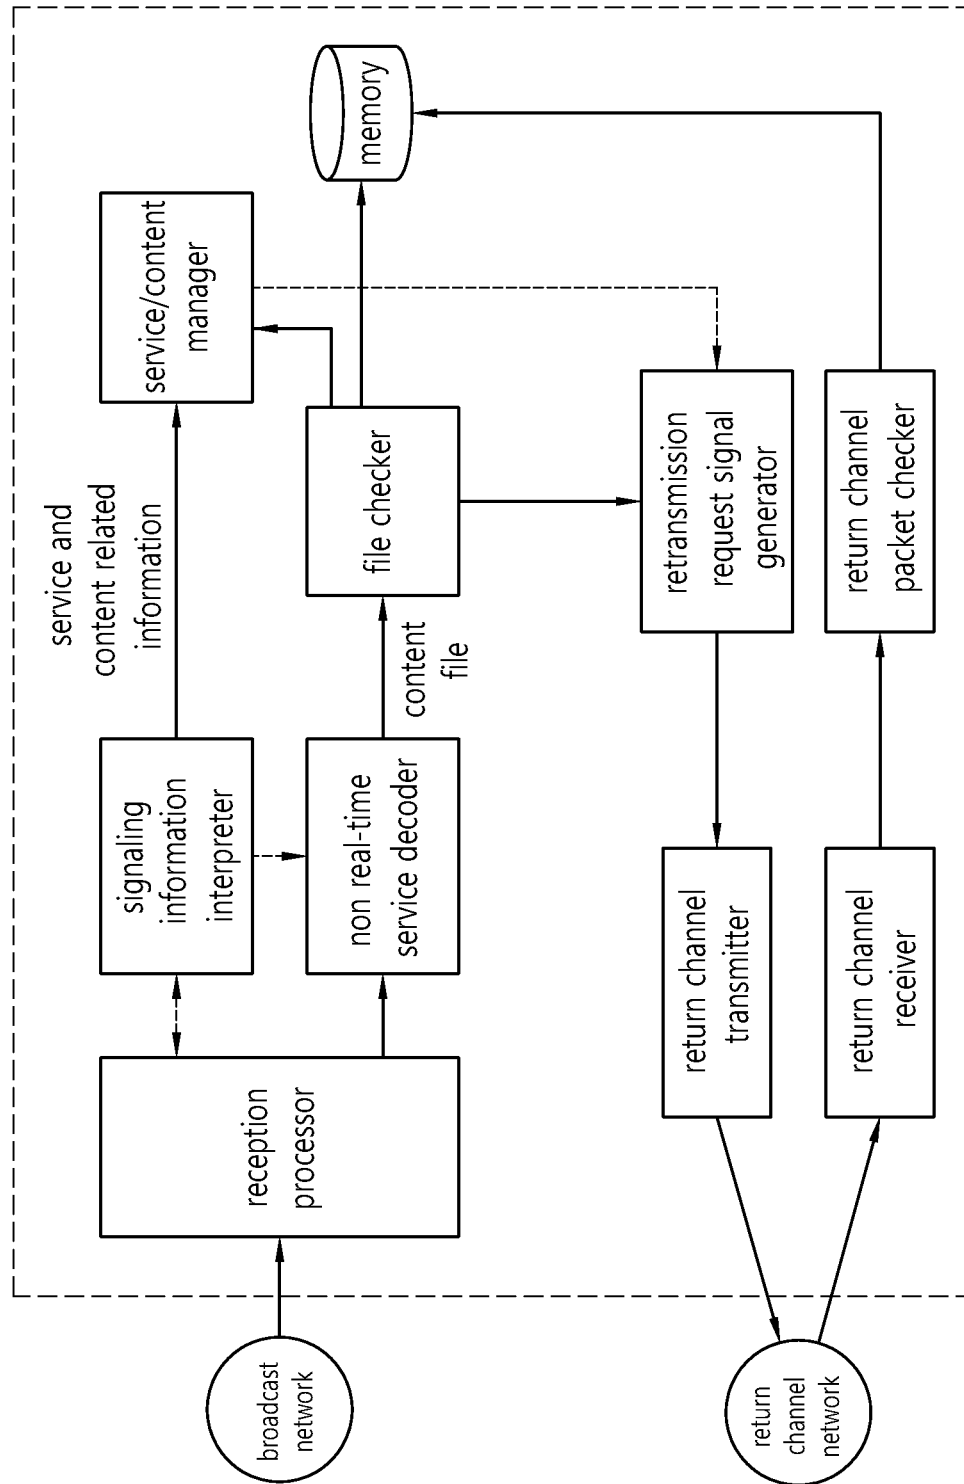 broadcast
network
reception
processor
signaling
information
interpreter
non real-time
service decoder
service and
content related
information
content
file
service/content
manager
file checker
memory
retransmission
request signal
generator
return channel
packet checker
return channel
transmitter
return channel
receiver
return
channel
network